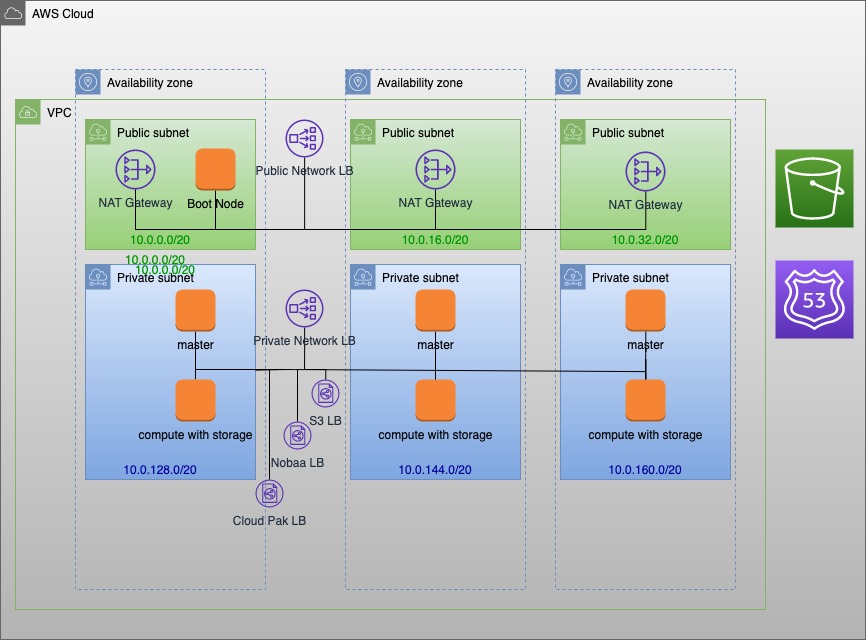 AWS Cloud
Availability zone
Availability zone
Availability zone
VPC
Public subnet
Public subnet
Public subnet
Public Network LB
NAT Gateway
Boot Node
NAT Gateway
NAT Gateway
10.0.0.0/20
10.0.16.0/20
10.0.32.0/20
10.0.0.0/20
10.0.0.0/20
Private subnet
Private subnet
Private subnet
53
Private Network LB
master
master
master
S3 LB
compute with storage
compute with storage
compute with storage
Nobaa LB
10.0.128.0/20
10.0.144.0/20
10.0.160.0/20
Cloud Pak LB